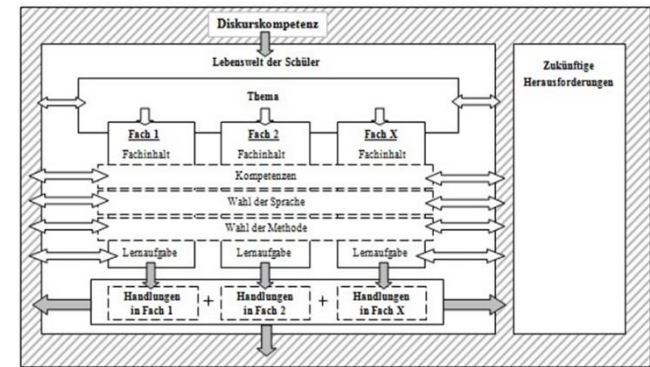 Diskurskompetenz
Lebenswelt der Schüler
Zukünftige
Herausforderungen
Thema
Fach 1
Fach 2
Fach X
Fachinhalt
Fachinhalt
Fachinhalt
Kompetenzen
Wahl der Sprache
Wahl der Methode
Lernaufgabe
Lernaufgabe
Lernaufgabe
Handlungen
in Fach 1
+
Handlungen
in Fach 2
+
Handlungen
in Fach X